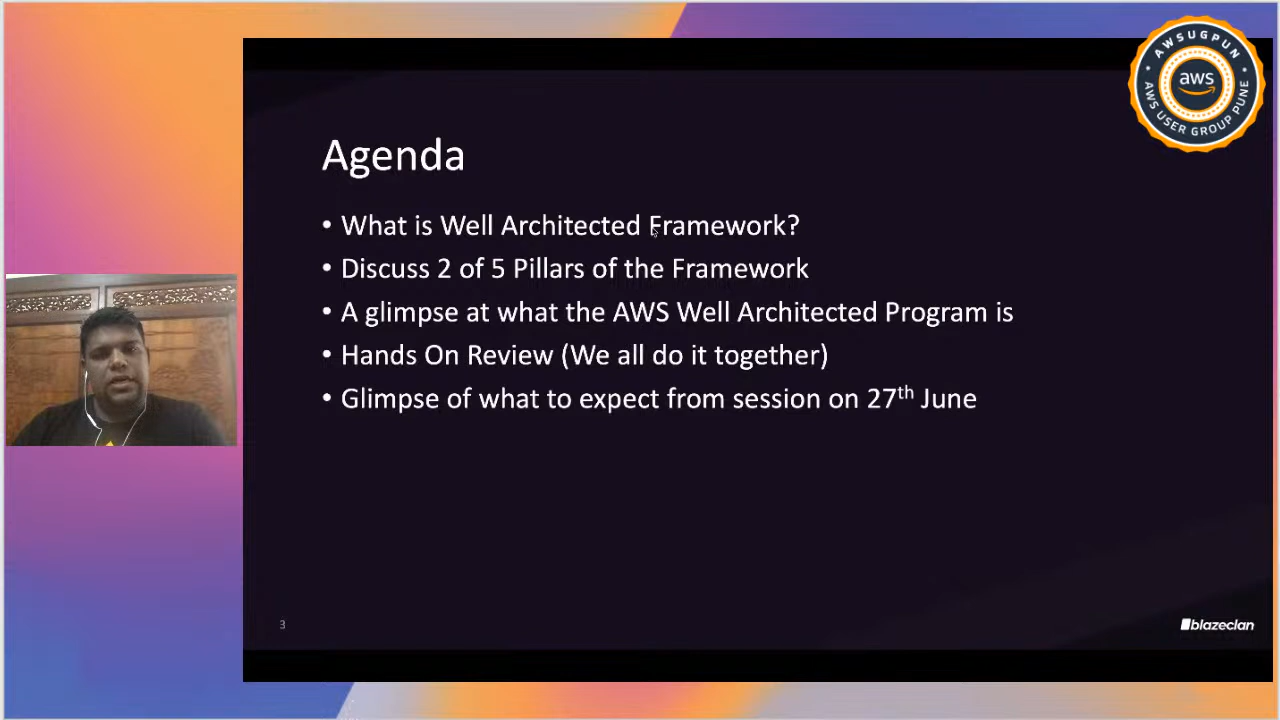 AWSUGPUN
aws
AWS USER GROUP PUNE
Agenda
• What is Well Architected Framework?
• Discuss 2 of 5 Pillars of the Framework
• A glimpse at what the AWS Well Architected Program is
• Hands On Review (We all do it together)
• Glimpse of what to expect from session on 27th June
3
blazeclan